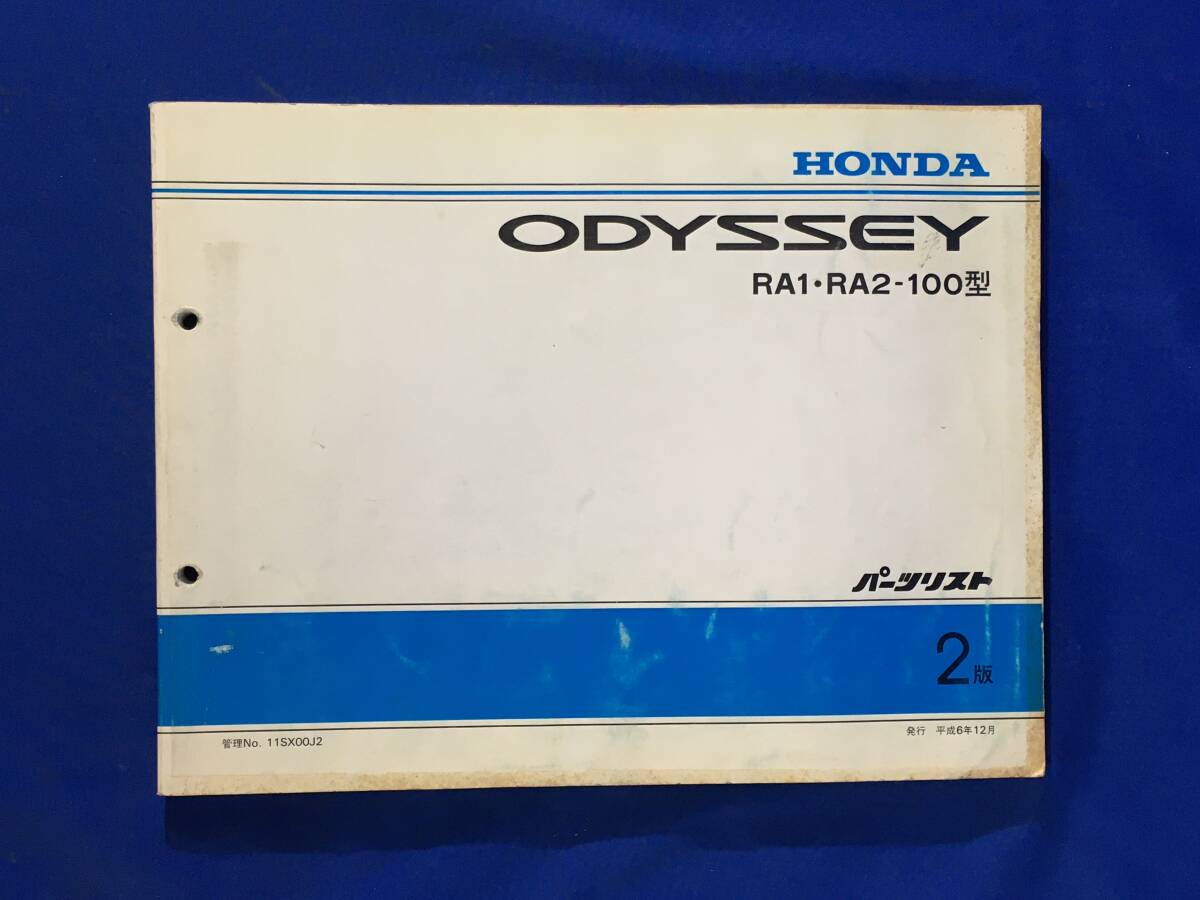 HONDA
ODYSSEY
RA1・RA2-100型
パーツリスト
2版
管理No. 11SX00J2
発行 平成6年12月